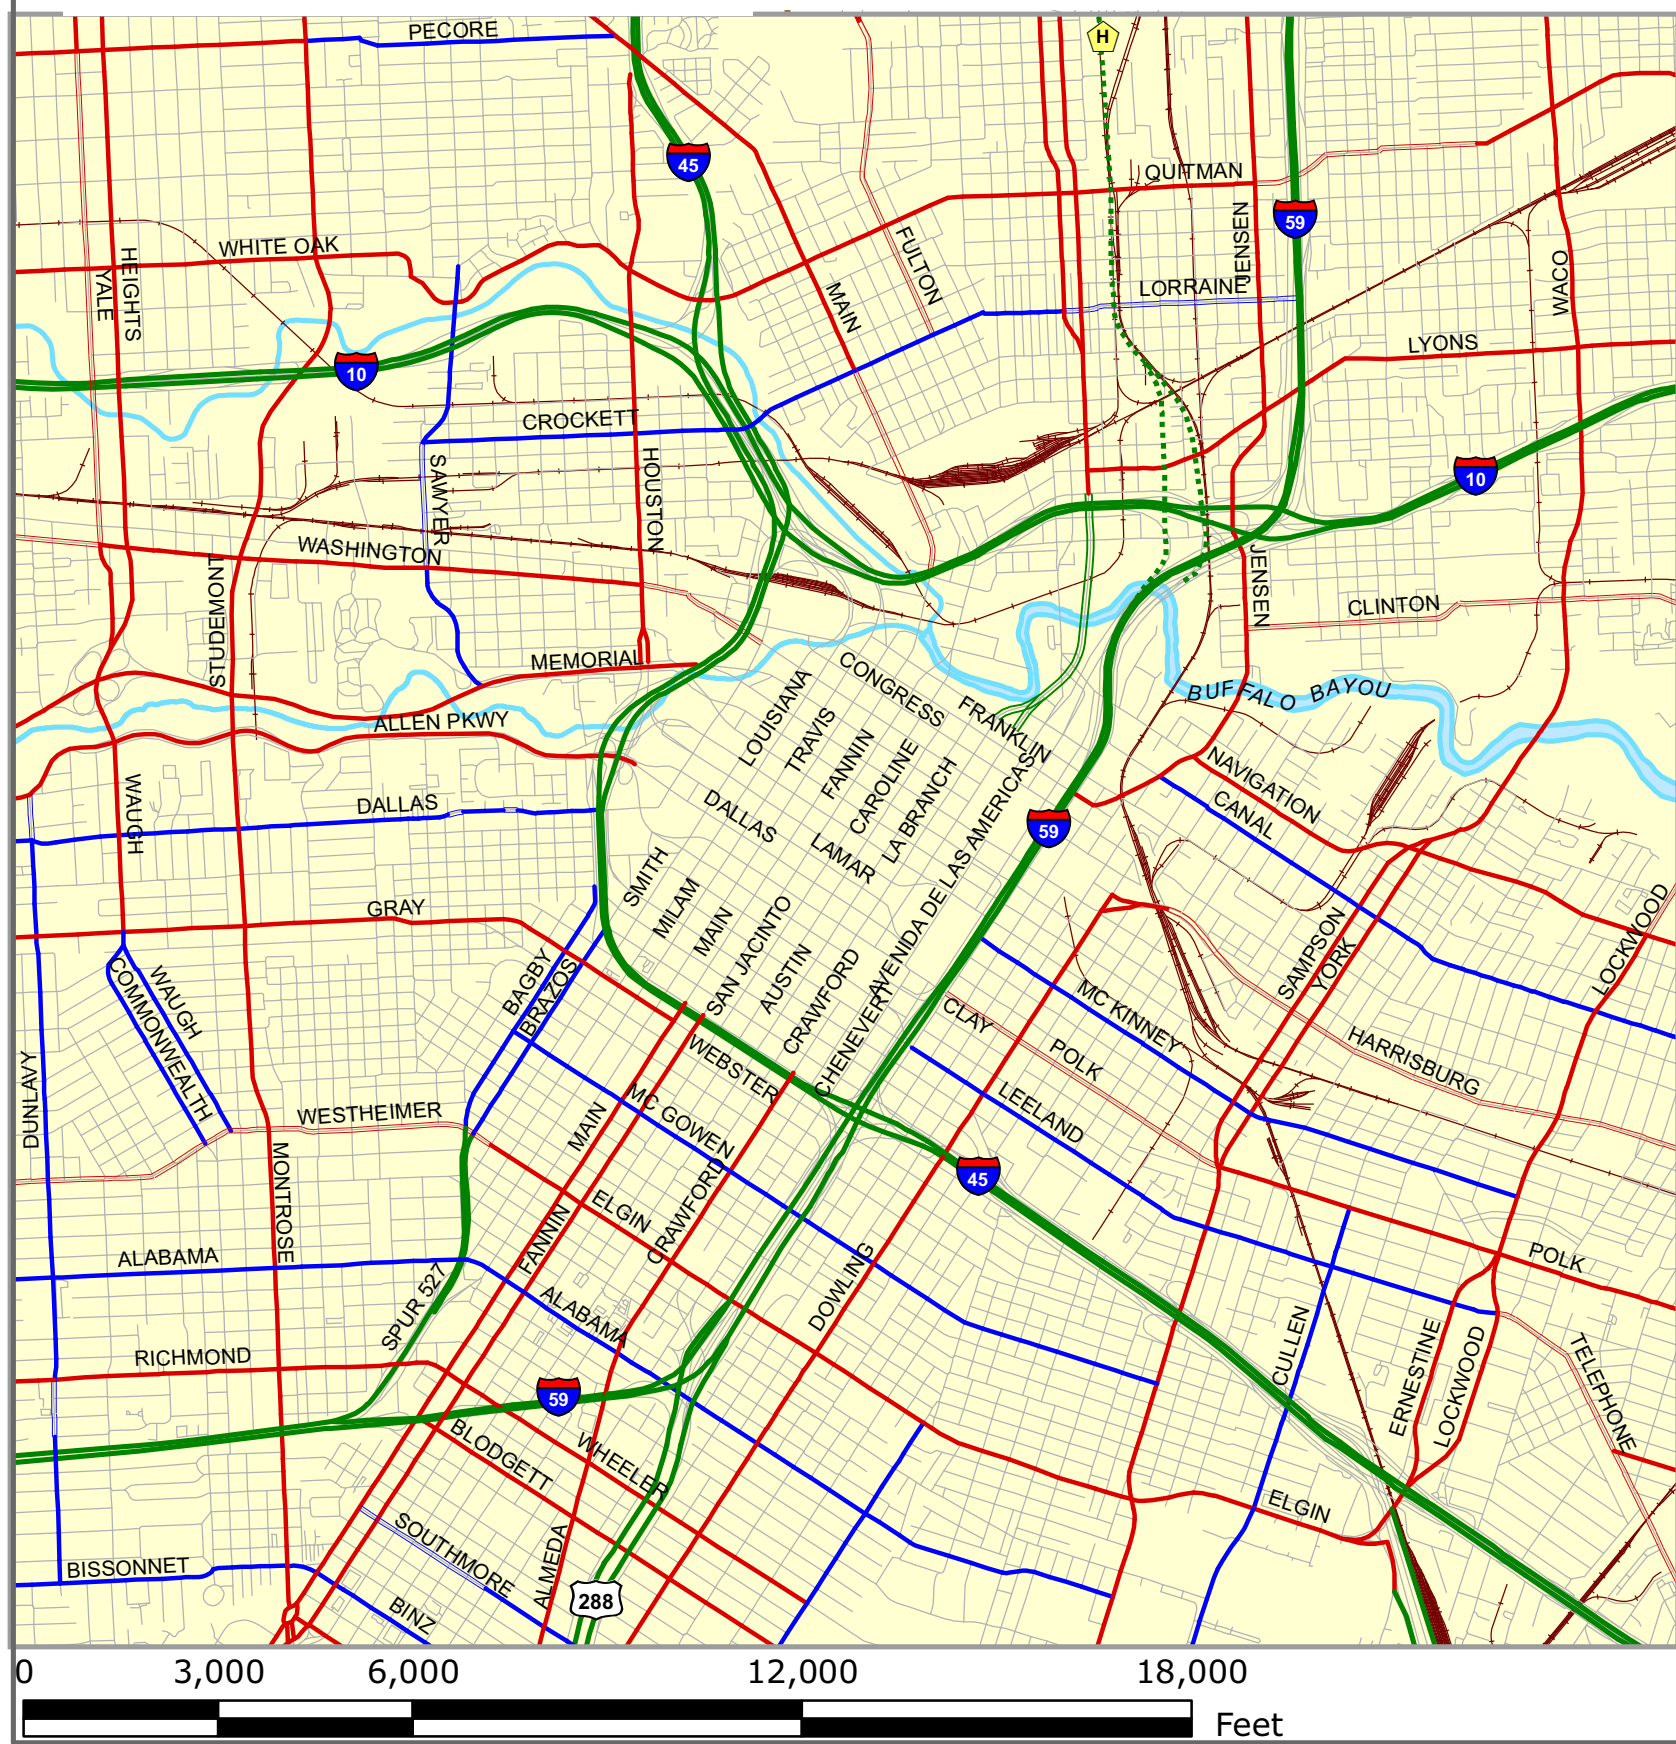 PECORE
H
45
QUITMAN
59
JENSEN
FULTON
WHITE OAK
HEIGHTS
YALE
WACO
LORRAINE
MAIN
LYONS
10
CROCKETT
SAWYER
HOUSTON
10
WASHINGTON
STUDEMONT
JENSEN
CLINTON
MEMORIAL
CONGRESS
BUFFALO BAYOU
ALLEN PKWY
LOUISIANA
TRAVIS
FANNIN
CAROLINE
LA BRANCH
FRANKLIN
AVENIDA DE LAS AMERICAS
NAVIGATION
CANAL
WAUGH
DALLAS
DALLAS
LAMAR
59
SMITH
MILAM
MAIN
SAN JACINTO
AUSTIN
CRAWFORD
GRAY
BAGBY
BRAZOS
SAMPSON
YORK
LOCKWOOD
WAUGH
COMMONWEALTH
CHENEVERT
CLAY
MC KINNEY
POLK
HARRISBURG
DUNLAVY
WEBSTER
MC GOWEN
LEELAND
WESTHEIMER
MAIN
MONTROSE
45
ELGIN
CRAWFORD
FANNIN
ALABAMA
POLK
DOWLING
SPUR 527
ALABAMA
CULLEN
ERNESTINE
LOCKWOOD
TELEPHONE
RICHMOND
59
BLODGETT
WHEELER
ELGIN
SOUTHMORE
ALMEDA
BISSONNET
BINZ
288
0 3,000 6,000 12,000 18,000
Feet